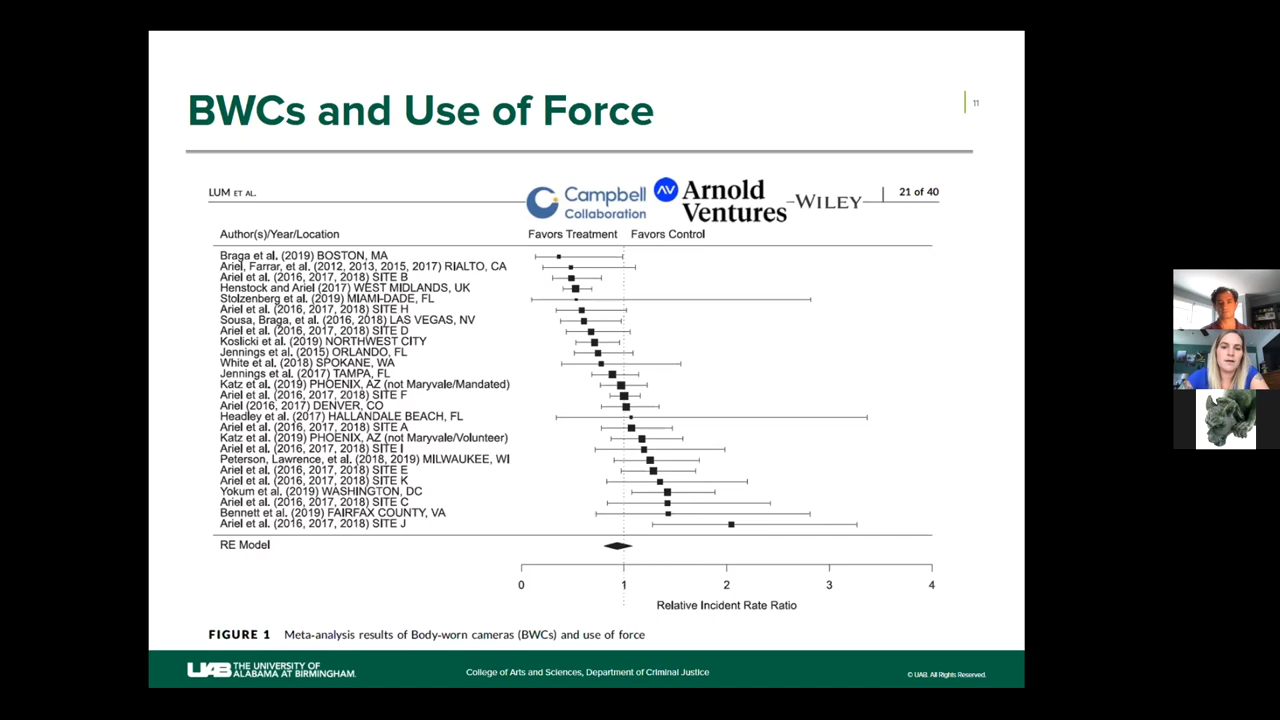 BWCs and Use of Force
11
LUM ET AL.
Campbell Collaboration
AV Arnold Ventures
WILEY
21 of 40
Author(s)/Year/Location
Favors Treatment
Favors Control
Braga et al. (2019) BOSTON, MA
Ariel, Farrar, et al. (2012, 2013, 2015, 2017) RIALTO, CA
Ariel et al. (2016, 2017, 2018) SITE B
Henstock and Ariel (2017) WEST MIDLANDS, UK
Stolzenberg et al. (2019) MIAMI-DADE, FL
Ariel et al. (2016, 2017, 2018) SITE H
Sousa, Braga, et al. (2016, 2018) LAS VEGAS, NV
Ariel et al. (2016, 2017, 2018) SITE D
Koslicki et al. (2019) NORTHWEST CITY
Jennings et al. (2015) ORLANDO, FL
White et al. (2018) SPOKANE, WA
Jennings et al. (2017) TAMPA, FL
Katz et al. (2019) PHOENIX, AZ (not Maryvale/Mandated)
Ariel et al. (2016, 2017, 2018) SITE F
Ariel (2016, 2017) DENVER, CO
Headley et al. (2017) HALLANDALE BEACH, FL
Ariel et al. (2016, 2017, 2018) SITE A
Katz et al. (2019) PHOENIX, AZ (not Maryvale/Volunteer)
Ariel et al. (2016, 2017, 2018) SITE I
Peterson, Lawrence, et al. (2018, 2019) MILWAUKEE, WI
Ariel et al. (2016, 2017, 2018) SITE E
Ariel et al. (2016, 2017, 2018) SITE K
Yokum et al. (2019) WASHINGTON, DC
Ariel et al. (2016, 2017, 2018) SITE C
Bennett et al. (2019) FAIRFAX COUNTY, VA
Ariel et al. (2016, 2017, 2018) SITE J
RE Model
0 1 2 3 4
Relative Incident Rate Ratio
FIGURE 1 Meta-analysis results of Body-worn cameras (BWCs) and use of force
UAB THE UNIVERSITY OF
ALABAMA AT BIRMINGHAM.
College of Arts and Sciences, Department of Criminal Justice
© UAB. All Rights Reserved.